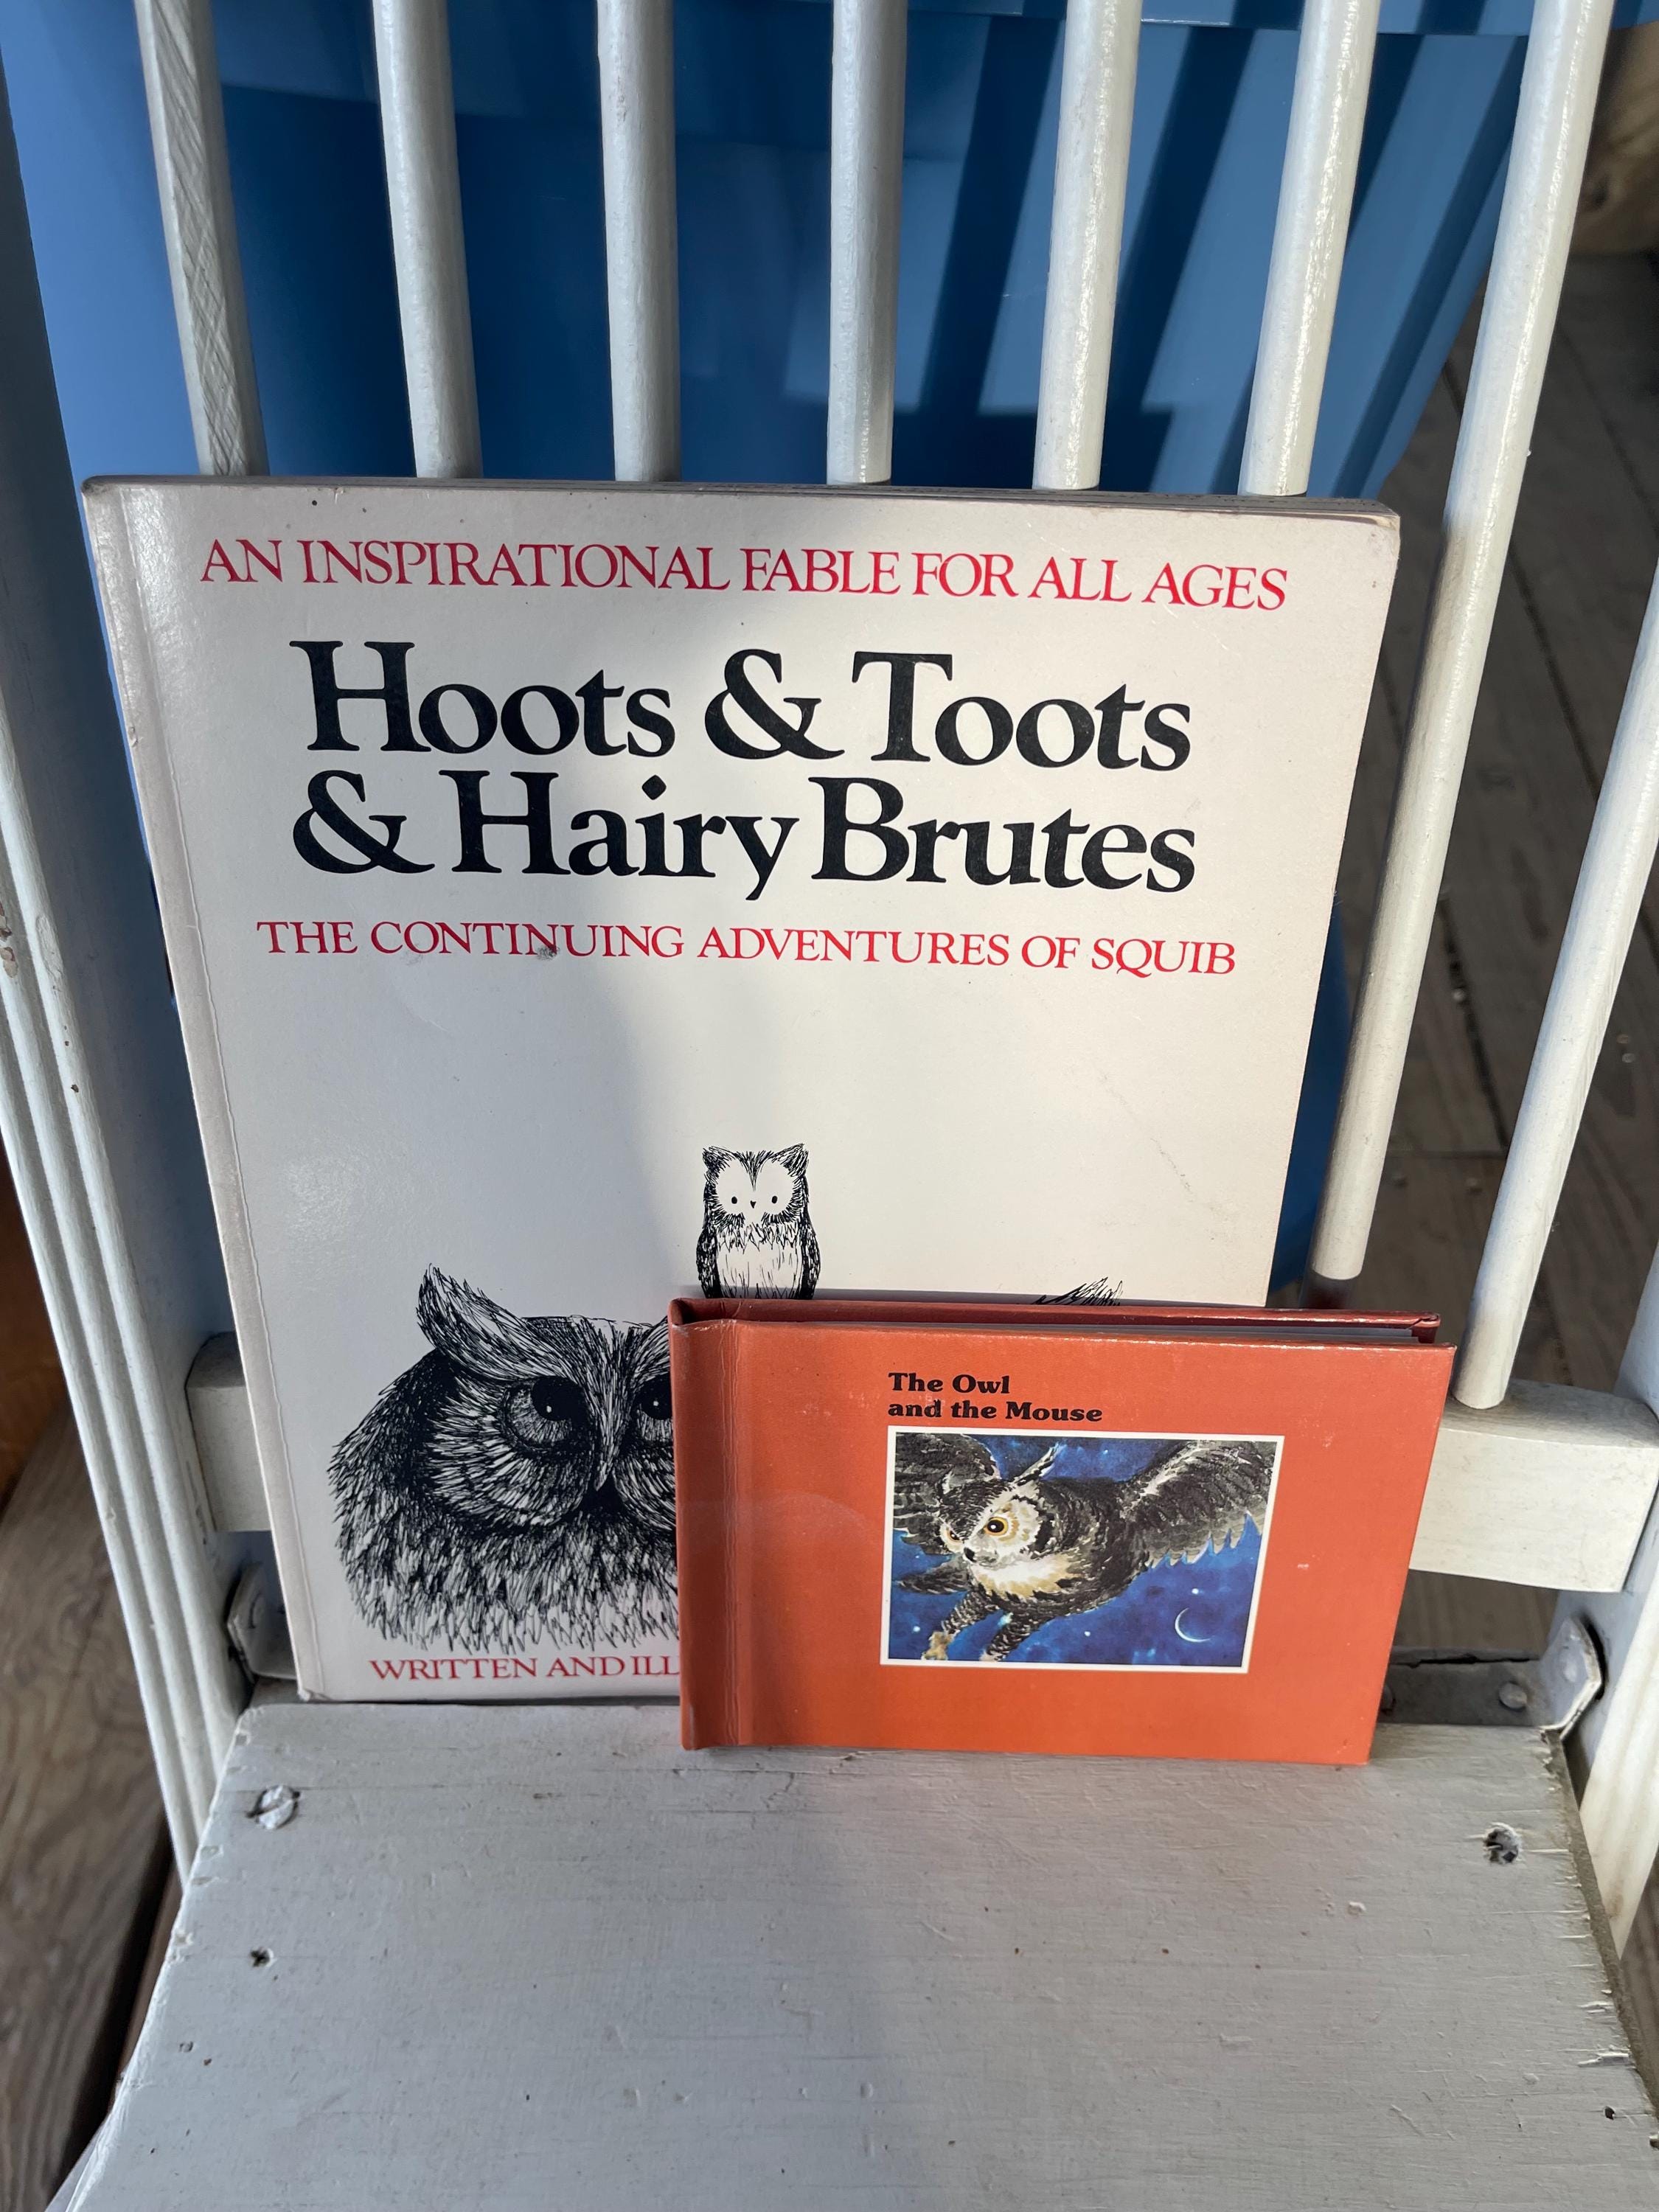 AN INSPIRATIONAL FABLE FOR ALL AGES
Hoots & Toots
& Hairy Brutes
THE CONTINUING ADVENTURES OF SQUIB
WRITTEN AND ILL
The Owl
and the Mouse